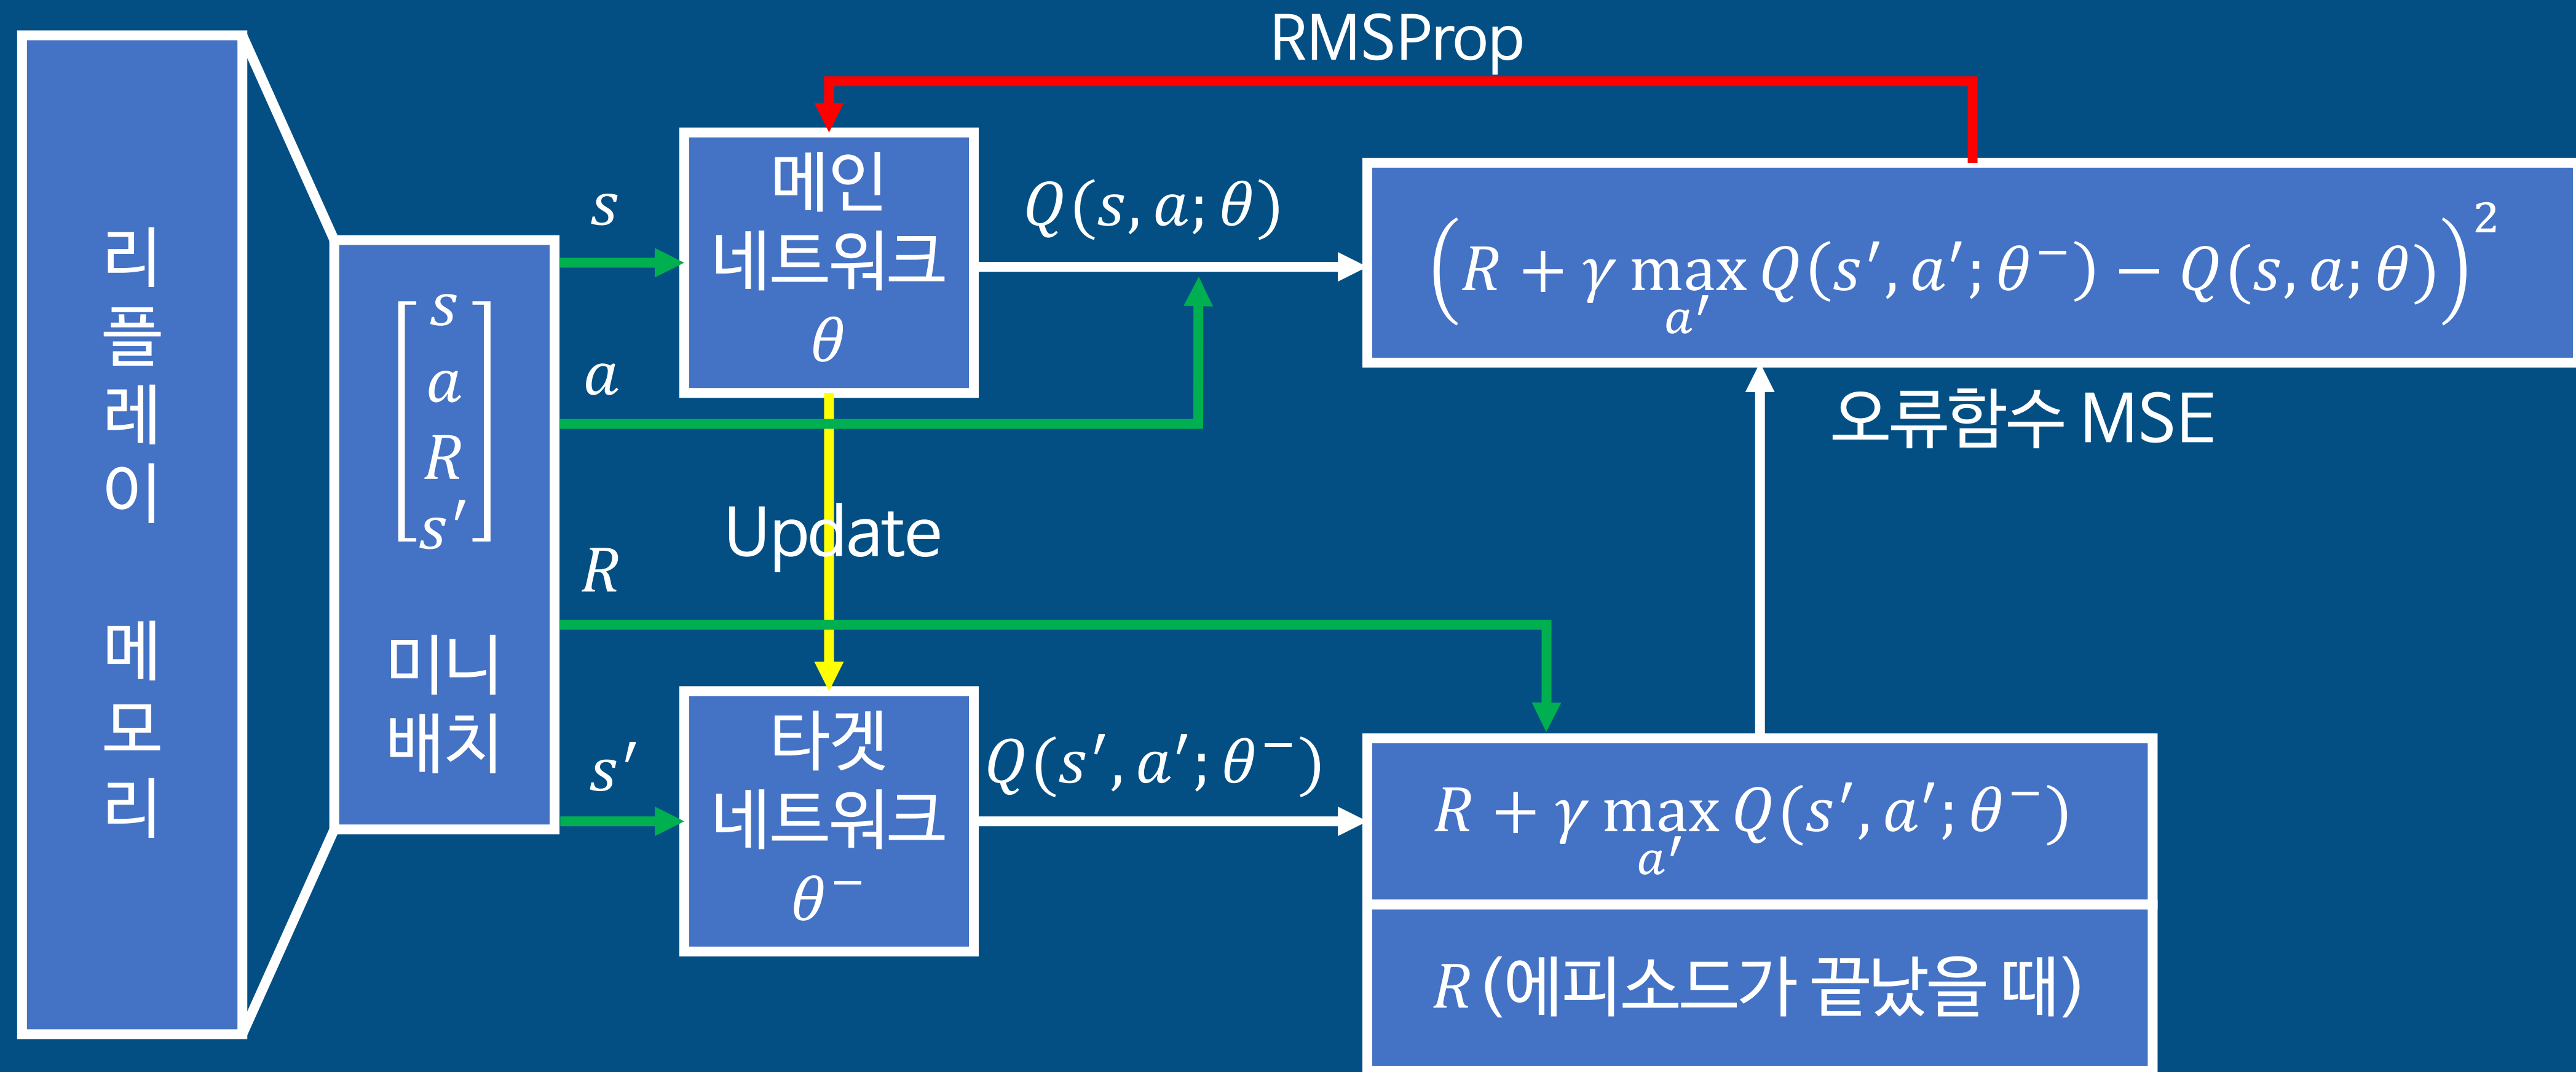 RMSProp
리플레이 메모리
s
a
R
s′
미니
배치
s
a
R
s′
메인
네트워크
θ
Update
타겟
네트워크
θ⁻
Q(s, a; θ)
Q(s′, a′; θ⁻)
(R + γ max Q(s′, a′; θ⁻) − Q(s, a; θ))²
a′
오류함수 MSE
R + γ max Q(s′, a′; θ⁻)
a′
R (에피소드가 끝났을 때)